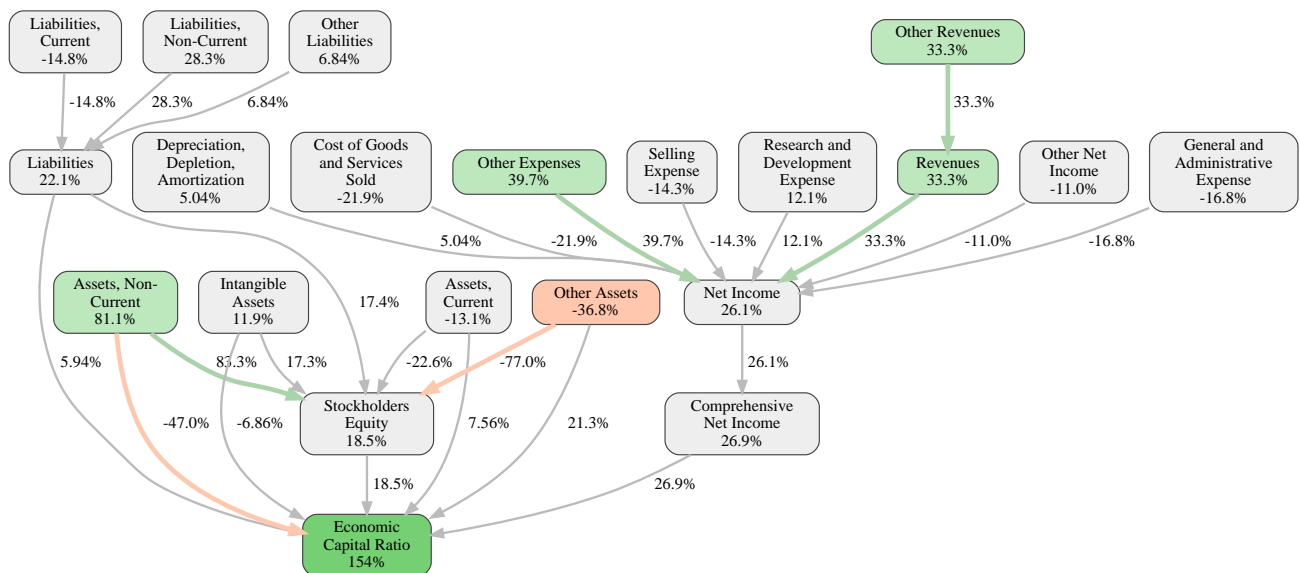 Liabilities,
Current
-14.8%
Liabilities,
Non-Current
28.3%
Other
Liabilities
6.84%
Other Revenues
33.3%
-14.8%
28.3%
6.84%
33.3%
Liabilities
22.1%
Depreciation,
Depletion,
Amortization
5.04%
Cost of Goods
and Services
Sold
-21.9%
Other Expenses
39.7%
Selling
Expense
-14.3%
Research and
Development
Expense
12.1%
Revenues
33.3%
Other Net
Income
-11.0%
General and
Administrative
Expense
-16.8%
5.04%
-21.9%
39.7%
-14.3%
12.1%
33.3%
-11.0%
-16.8%
Assets, Non-
Current
81.1%
Intangible
Assets
11.9%
17.4%
Assets,
Current
-13.1%
Other Assets
-36.8%
Net Income
26.1%
5.94%
83.3%
17.3%
-22.6%
-77.0%
26.1%
-47.0%
-6.86%
Stockholders
Equity
18.5%
7.56%
21.3%
Comprehensive
Net Income
26.9%
18.5%
26.9%
Economic
Capital Ratio
154%